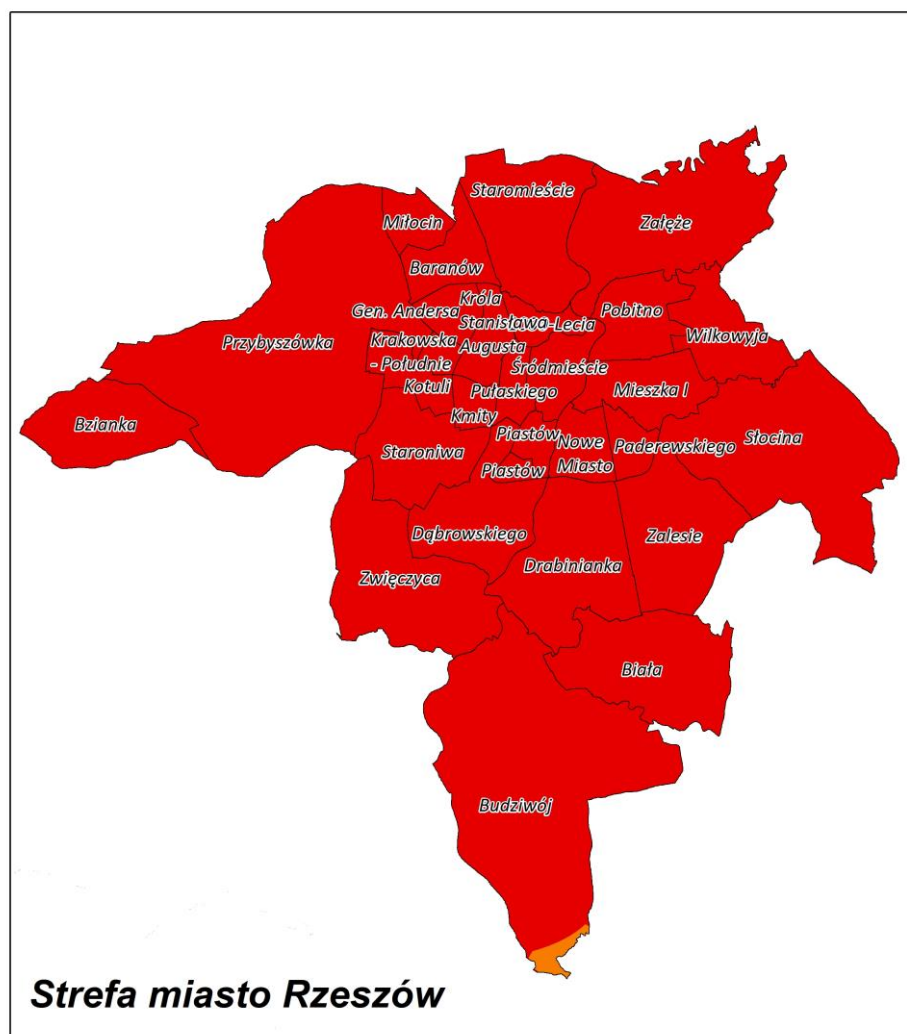 Staromieście
Miłocin
Załęże
Baranów
Króla
Gen. Andersa
Pobitno
Stanisława
-Lecia
Wilkowyja
Przybyszówka
Krakowska
Augusta
- Południe
Śródmieście
Kotuli
Pułaskiego
Mieszka I
Bzianka
Kmity
Piastów
Nowe
Paderewskiego
Słocina
Staroniwa
Piastów
Miasto
Dąbrowskiego
Zalesie
Drabinianka
Zwięczyca
Biała
Budziwój
Strefa miasto Rzeszów